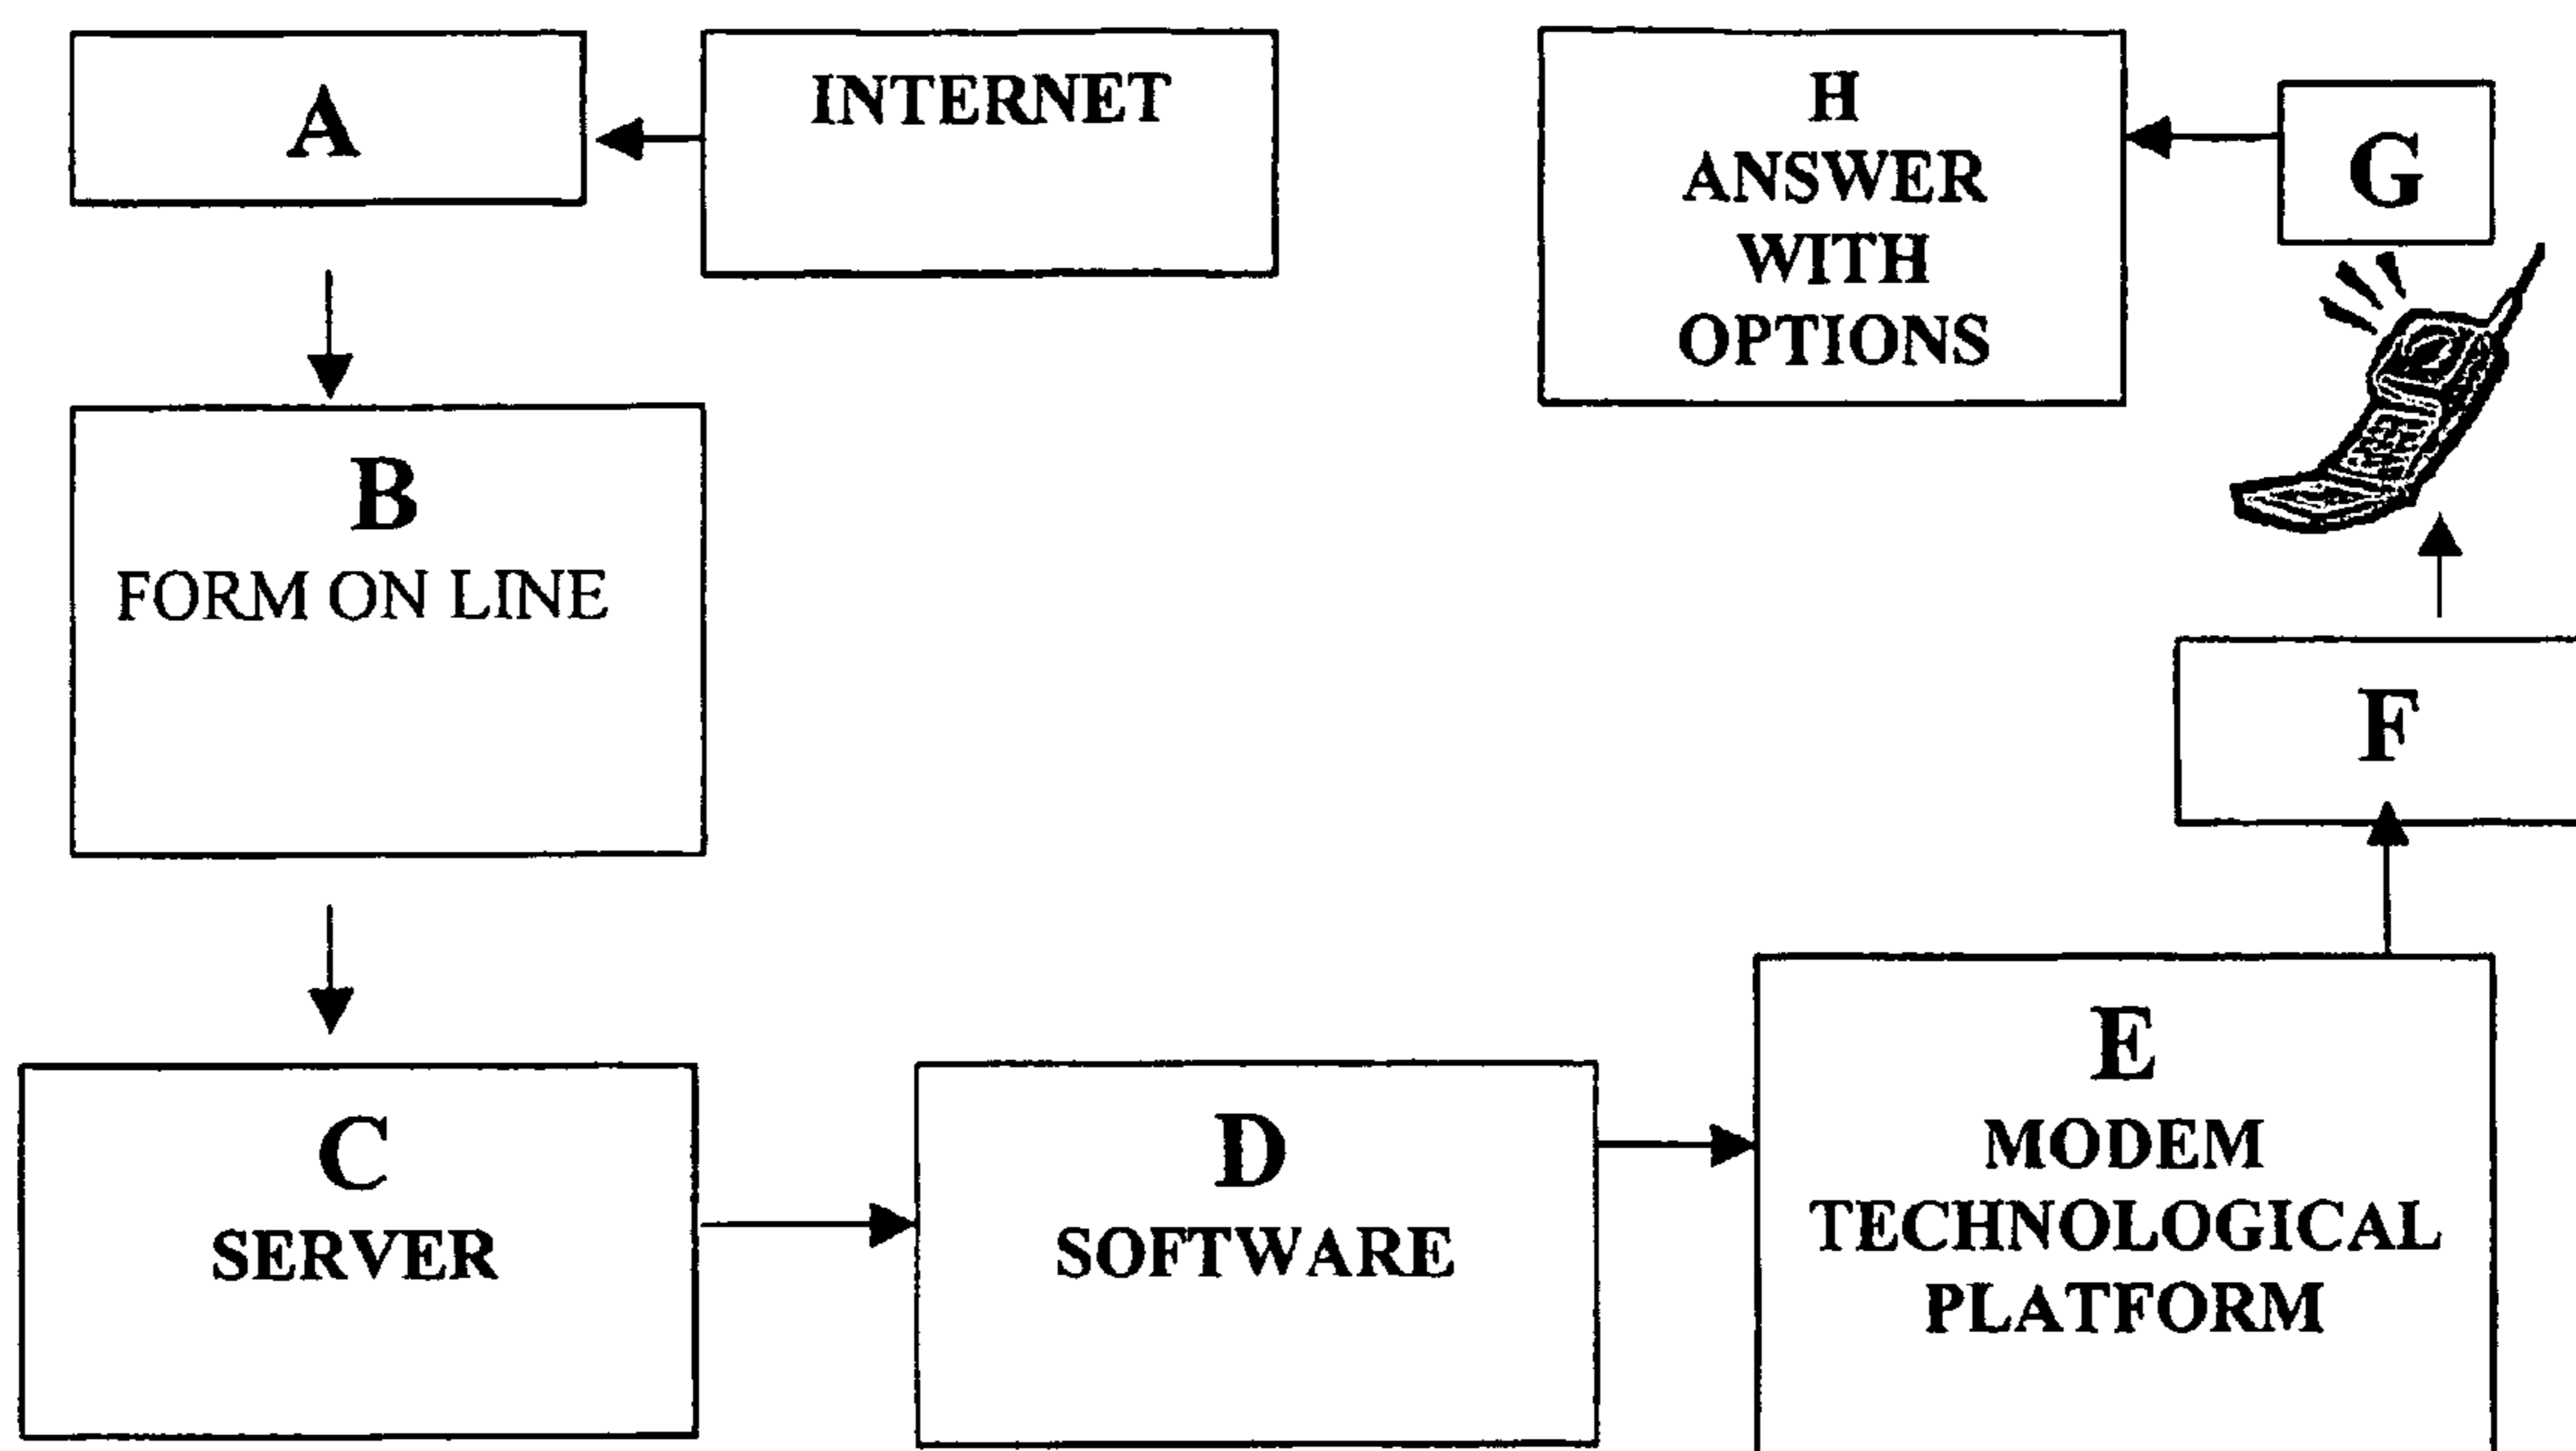 A
INTERNET
H
ANSWER
WITH
OPTIONS
G
B
FORM ON LINE
F
C
SERVER
D
SOFTWARE
E
MODEM
TECHNOLOGICAL
PLATFORM